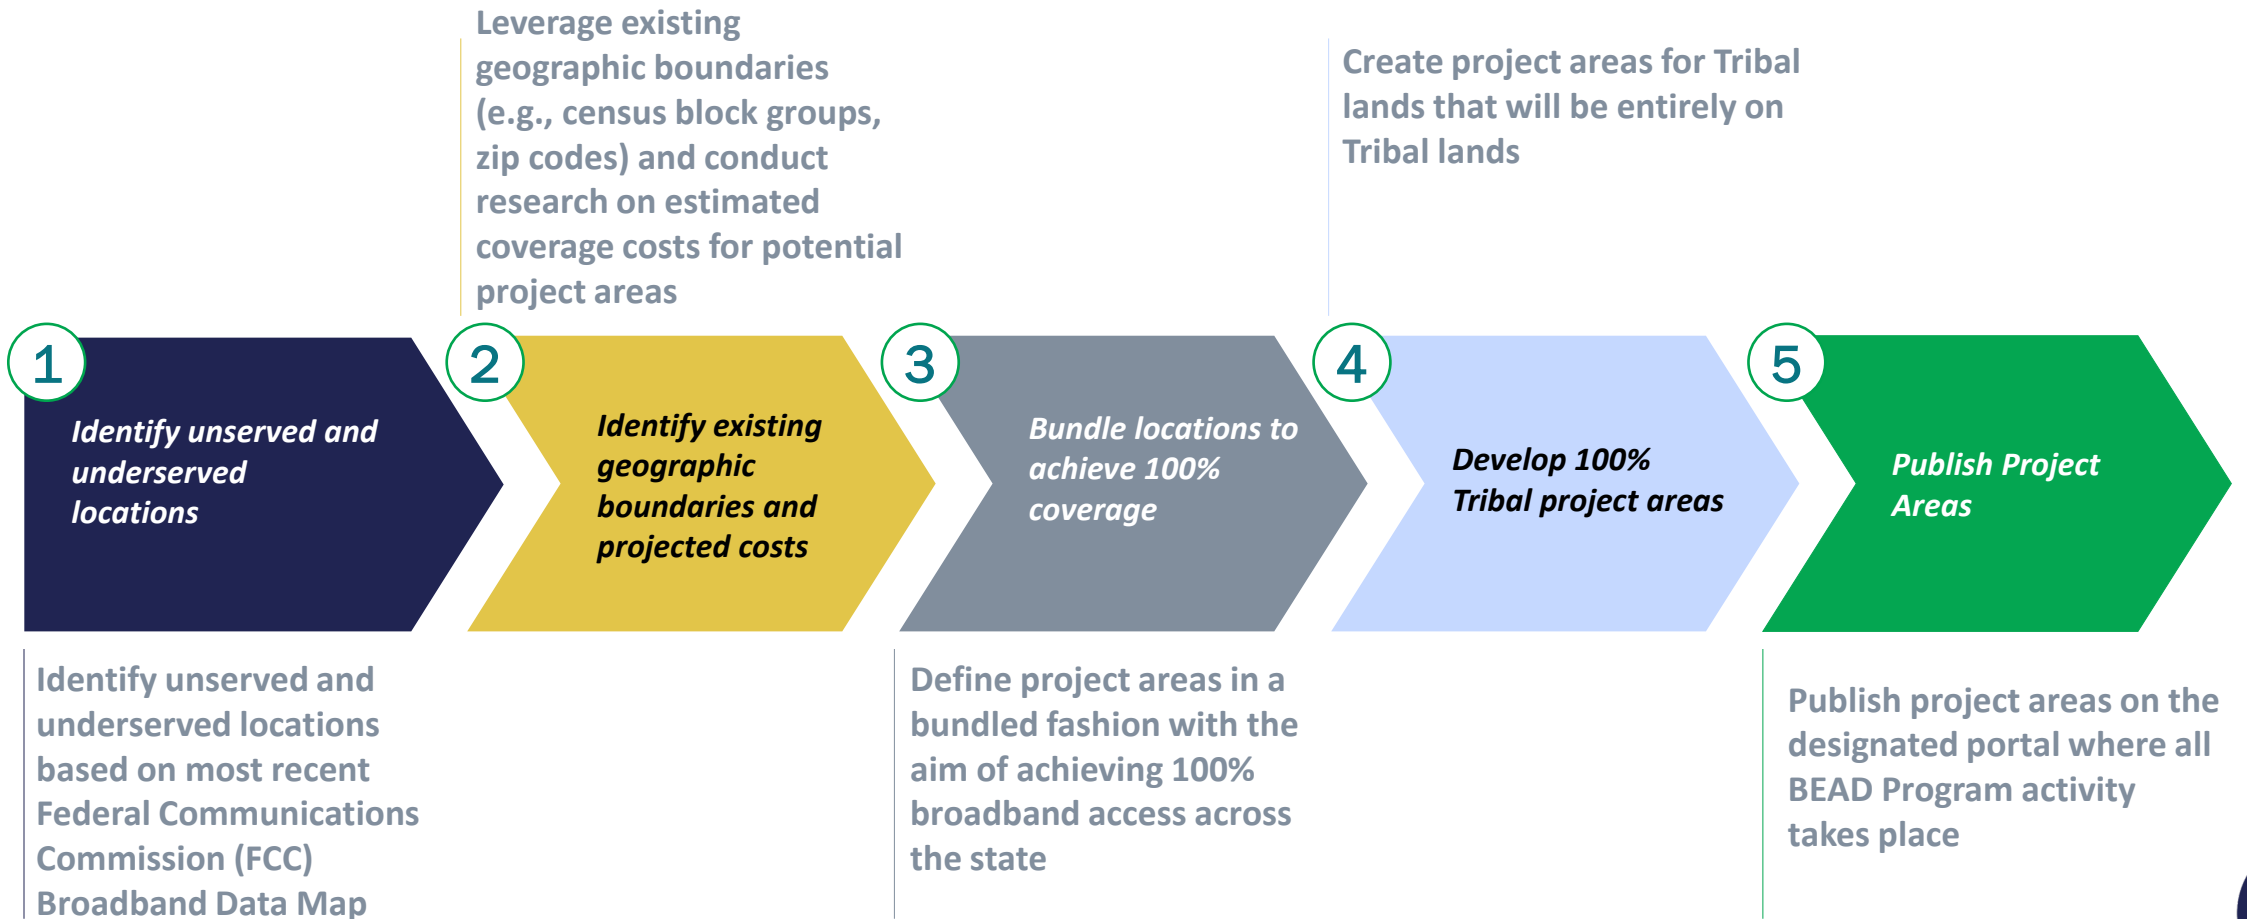 Leverage existing
geographic boundaries
(e.g., census block groups,
zip codes) and conduct
research on estimated
coverage costs for potential
project areas
Create project areas for Tribal
lands that will be entirely on
Tribal lands
1
Identify unserved and
underserved
locations
2
Identify existing
geographic
boundaries and
projected costs
3
Bundle locations to
achieve 100%
coverage
4
Develop 100%
Tribal project areas
5
Publish Project
Areas
Identify unserved and
underserved locations
based on most recent
Federal Communications
Commission (FCC)
Broadband Data Map
Define project areas in a
bundled fashion with the
aim of achieving 100%
broadband access across
the state
Publish project areas on the
designated portal where all
BEAD Program activity
takes place